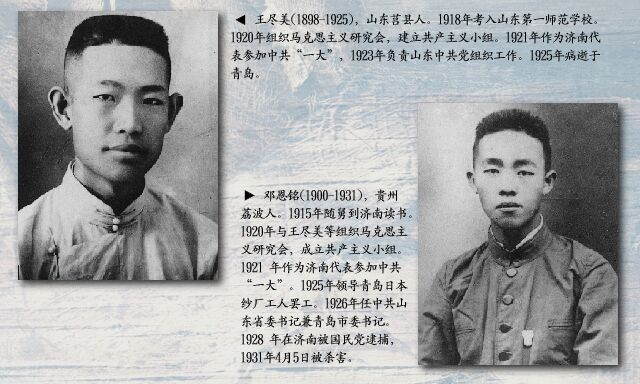 ◀ 王尽美(1898-1925)，山东莒县人。1918年考入山东第一师范学校。
1920年组织马克思主义研究会，建立共产主义小组。1921年作为济南代
表参加中共“一大”，1923年负责山东中共党组织工作。1925年病逝于
青岛。
▶ 邓恩铭(1900-1931)，贵州
荔波人。1915年随舅到济南读书。
1920年与王尽美等组织马克思主
义研究会，成立共产主义小组。
1921 年作为济南代表参加中共
“一大”。1925年领导青岛日本
纱厂工人罢工。1926年任中共山
东省委书记兼青岛市委书记。
1928 年在济南被国民党逮捕，
1931年4月5日被杀害。